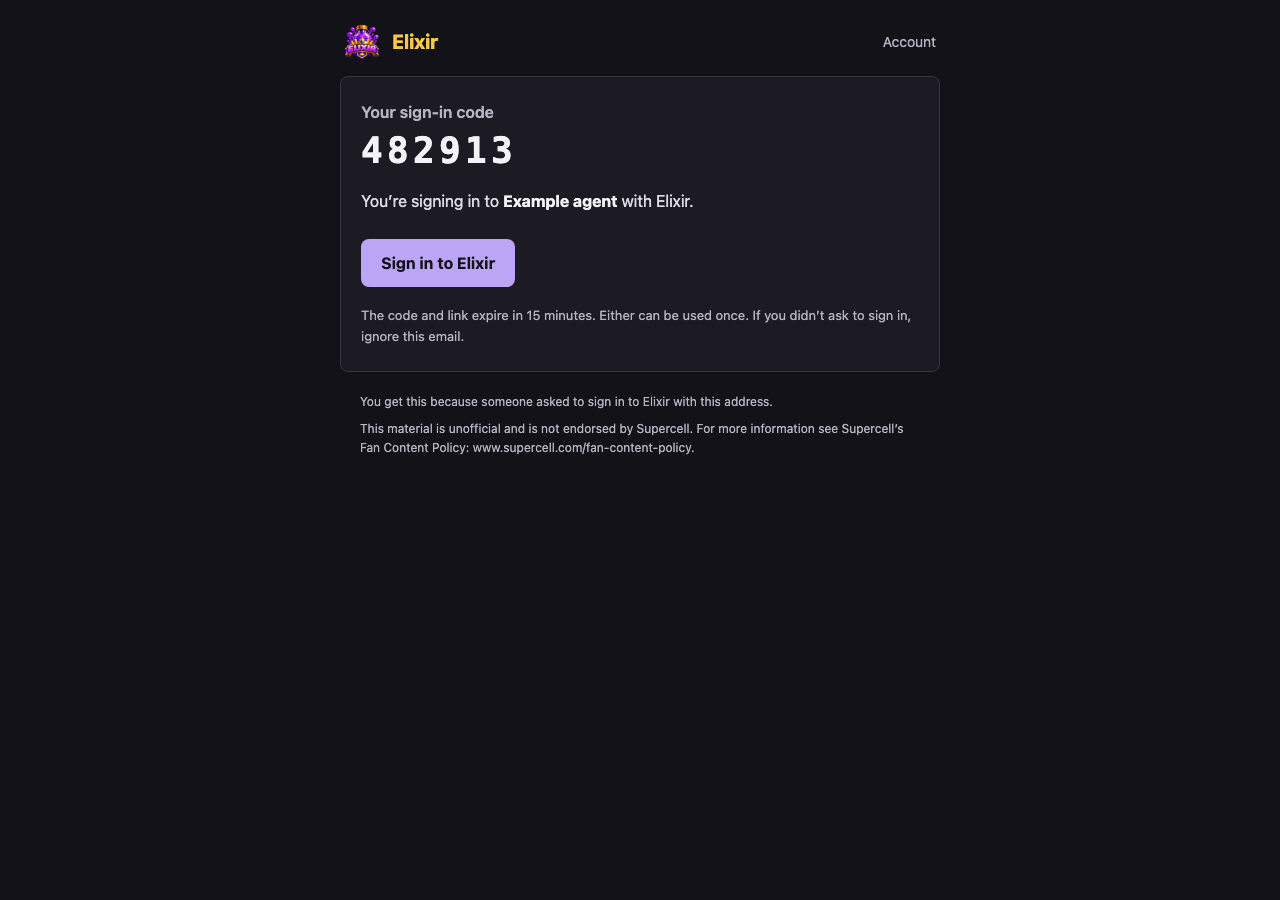 ELIXIR
Elixir
Account
Your sign-in code
482913
You’re signing in to Example agent with Elixir.
Sign in to Elixir
The code and link expire in 15 minutes. Either can be used once. If you didn’t ask to sign in,
ignore this email.
You get this because someone asked to sign in to Elixir with this address.
This material is unofficial and is not endorsed by Supercell. For more information see Supercell’s
Fan Content Policy: www.supercell.com/fan-content-policy.